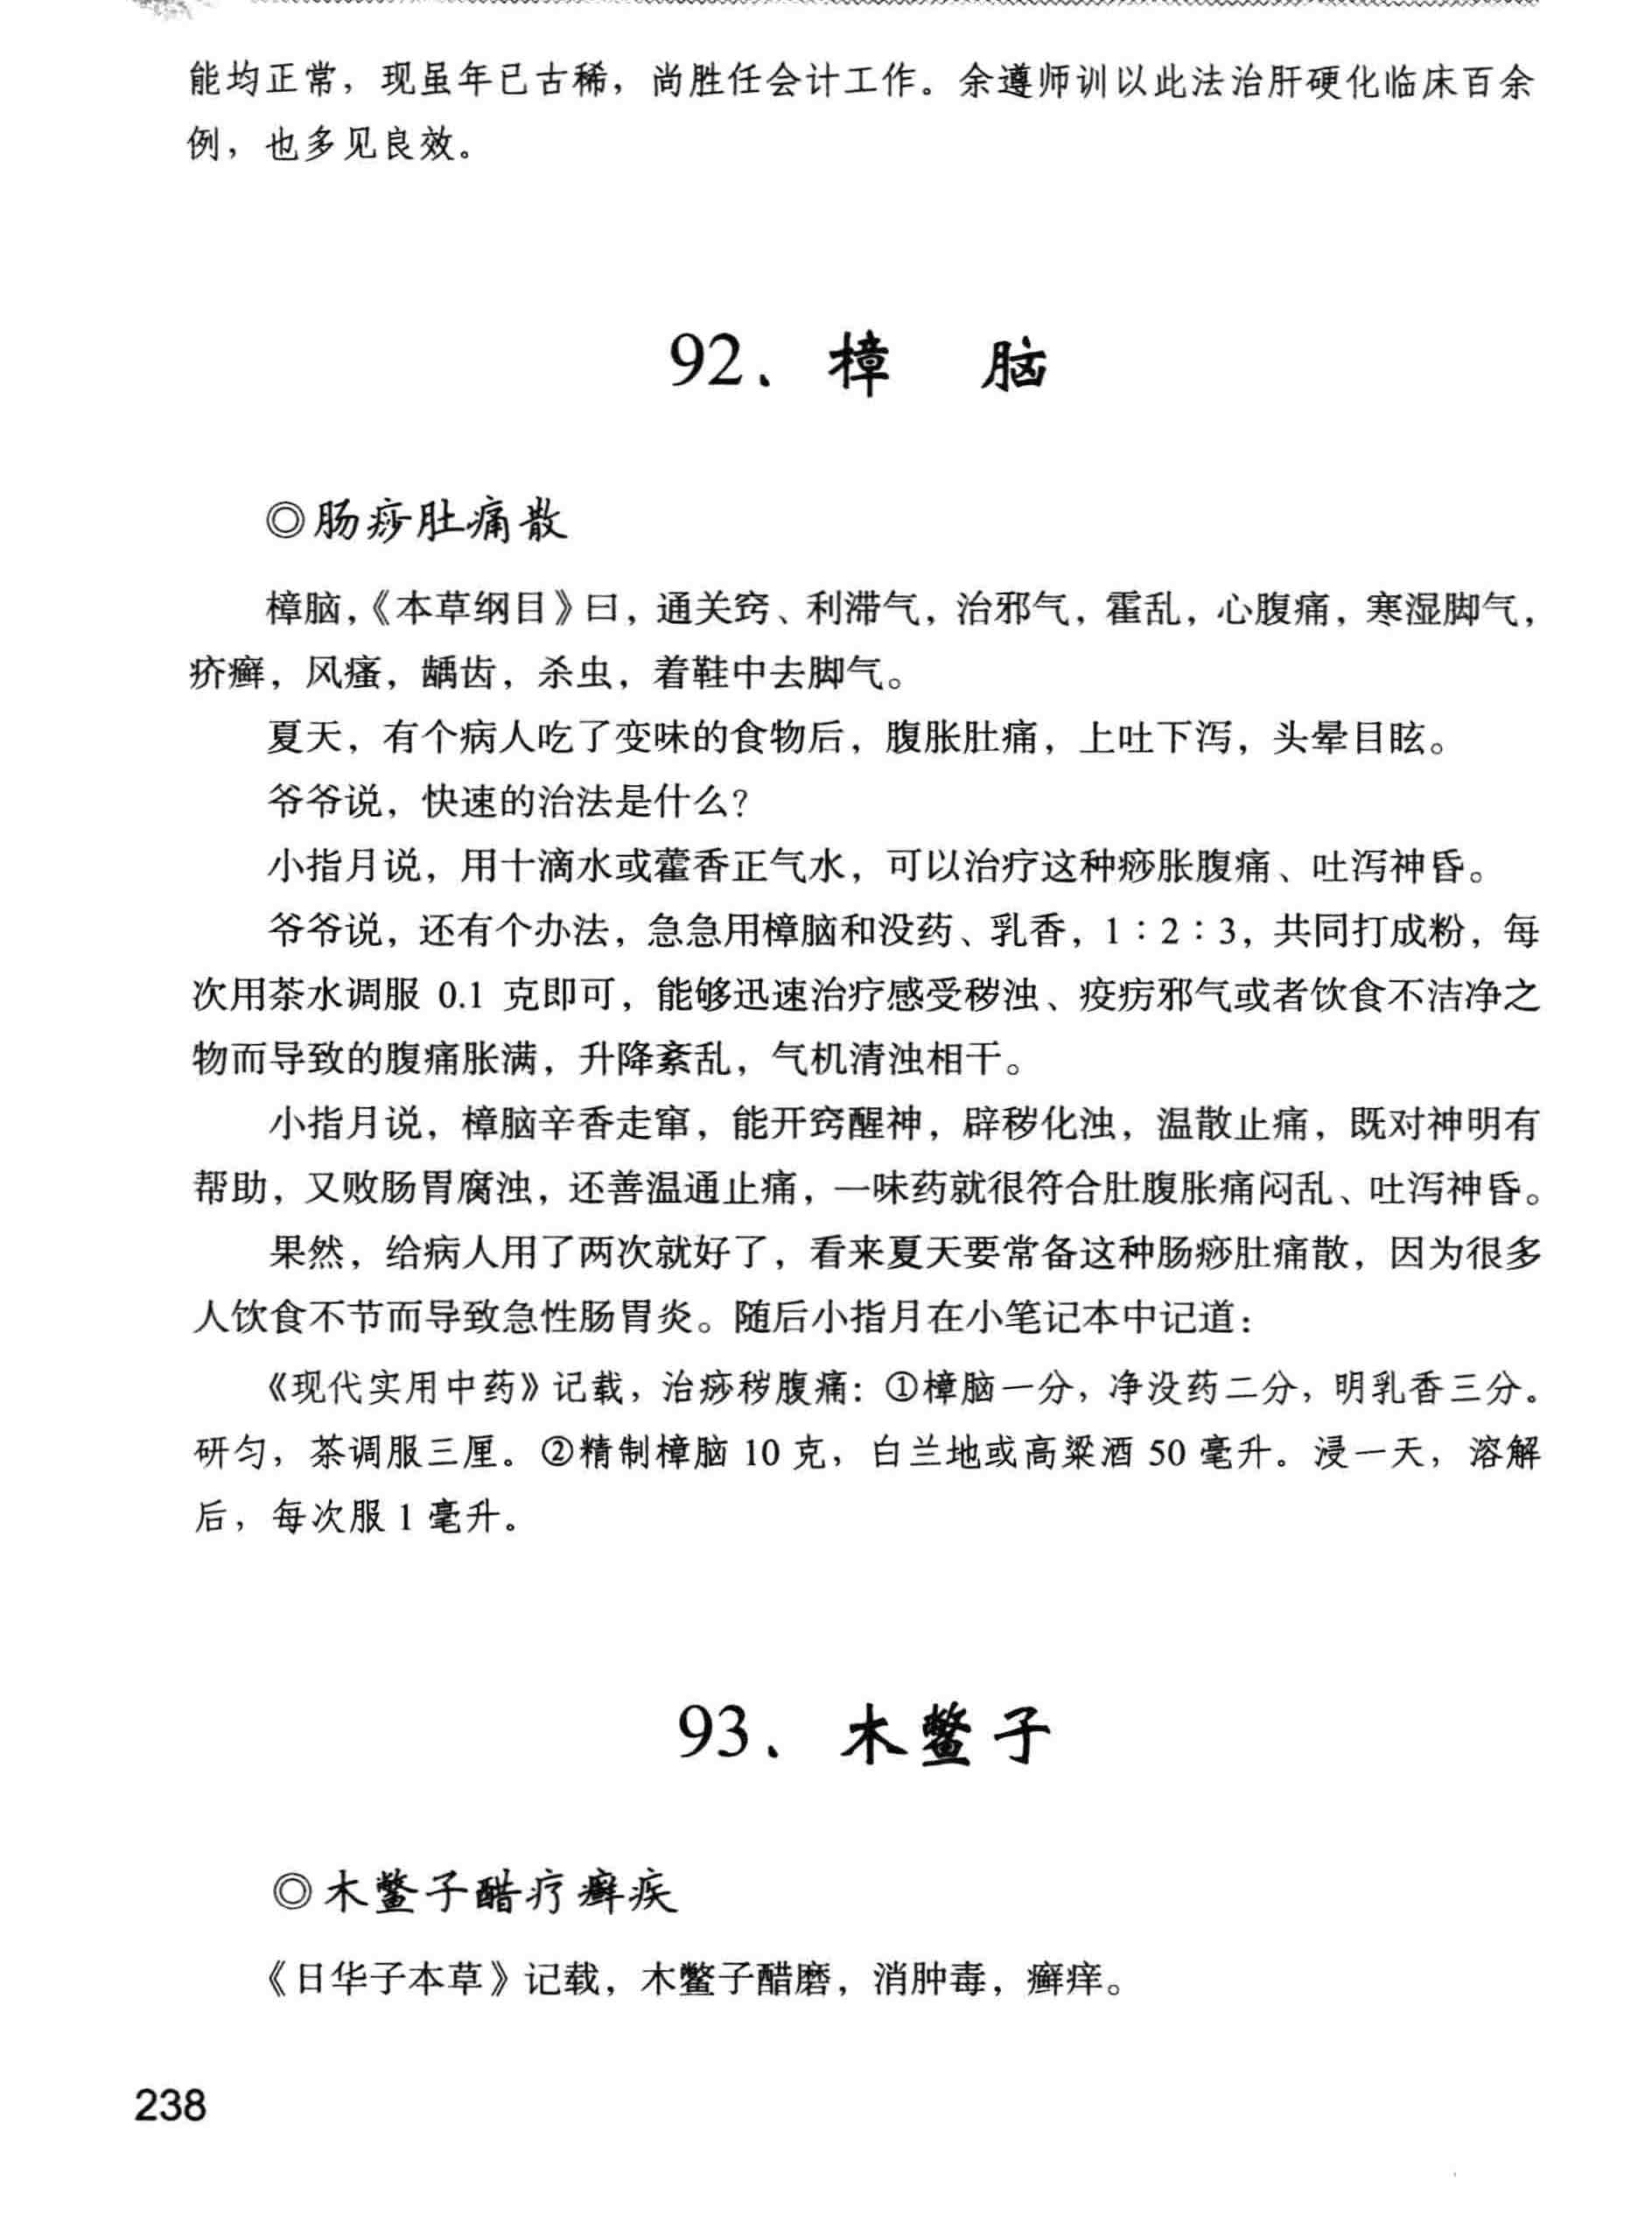 能均正常，现虽年已古稀，尚胜任会计工作。余遵师训以此法治肝硬化临床百余
例，也多见良效。
92、樟　脑
◎肠痧肚痛散
樟脑，《本草纲目》曰，通关窍、利滞气，治邪气，霍乱，心腹痛，寒湿脚气，
疥癣，风瘙，龋齿，杀虫，着鞋中去脚气。
夏天，有个病人吃了变味的食物后，腹胀肚痛，上吐下泻，头晕目眩。
爷爷说，快速的治法是什么？
小指月说，用十滴水或藿香正气水，可以治疗这种痧胀腹痛、吐泻神昏。
爷爷说，还有个办法，急急用樟脑和没药、乳香，1∶2∶3，共同打成粉，每
次用茶水调服 0.1 克即可，能够迅速治疗感受秽浊、疫疠邪气或者饮食不洁净之
物而导致的腹痛胀满，升降紊乱，气机清浊相干。
小指月说，樟脑辛香走窜，能开窍醒神，辟秽化浊，温散止痛，既对神明有
帮助，又败肠胃腐浊，还善温通止痛，一味药就很符合肚腹胀痛闷乱、吐泻神昏。
果然，给病人用了两次就好了，看来夏天要常备这种肠痧肚痛散，因为很多
人饮食不节而导致急性肠胃炎。随后小指月在小笔记本中记道：
《现代实用中药》记载，治痧秽腹痛：①樟脑一分，净没药二分，明乳香三分。
研匀，茶调服三厘。②精制樟脑 10 克，白兰地或高粱酒 50 毫升。浸一天，溶解
后，每次服 1 毫升。
93、木鳖子
◎木鳖子醋疗癣疾
《日华子本草》记载，木鳖子醋磨，消肿毒，癣痒。
238